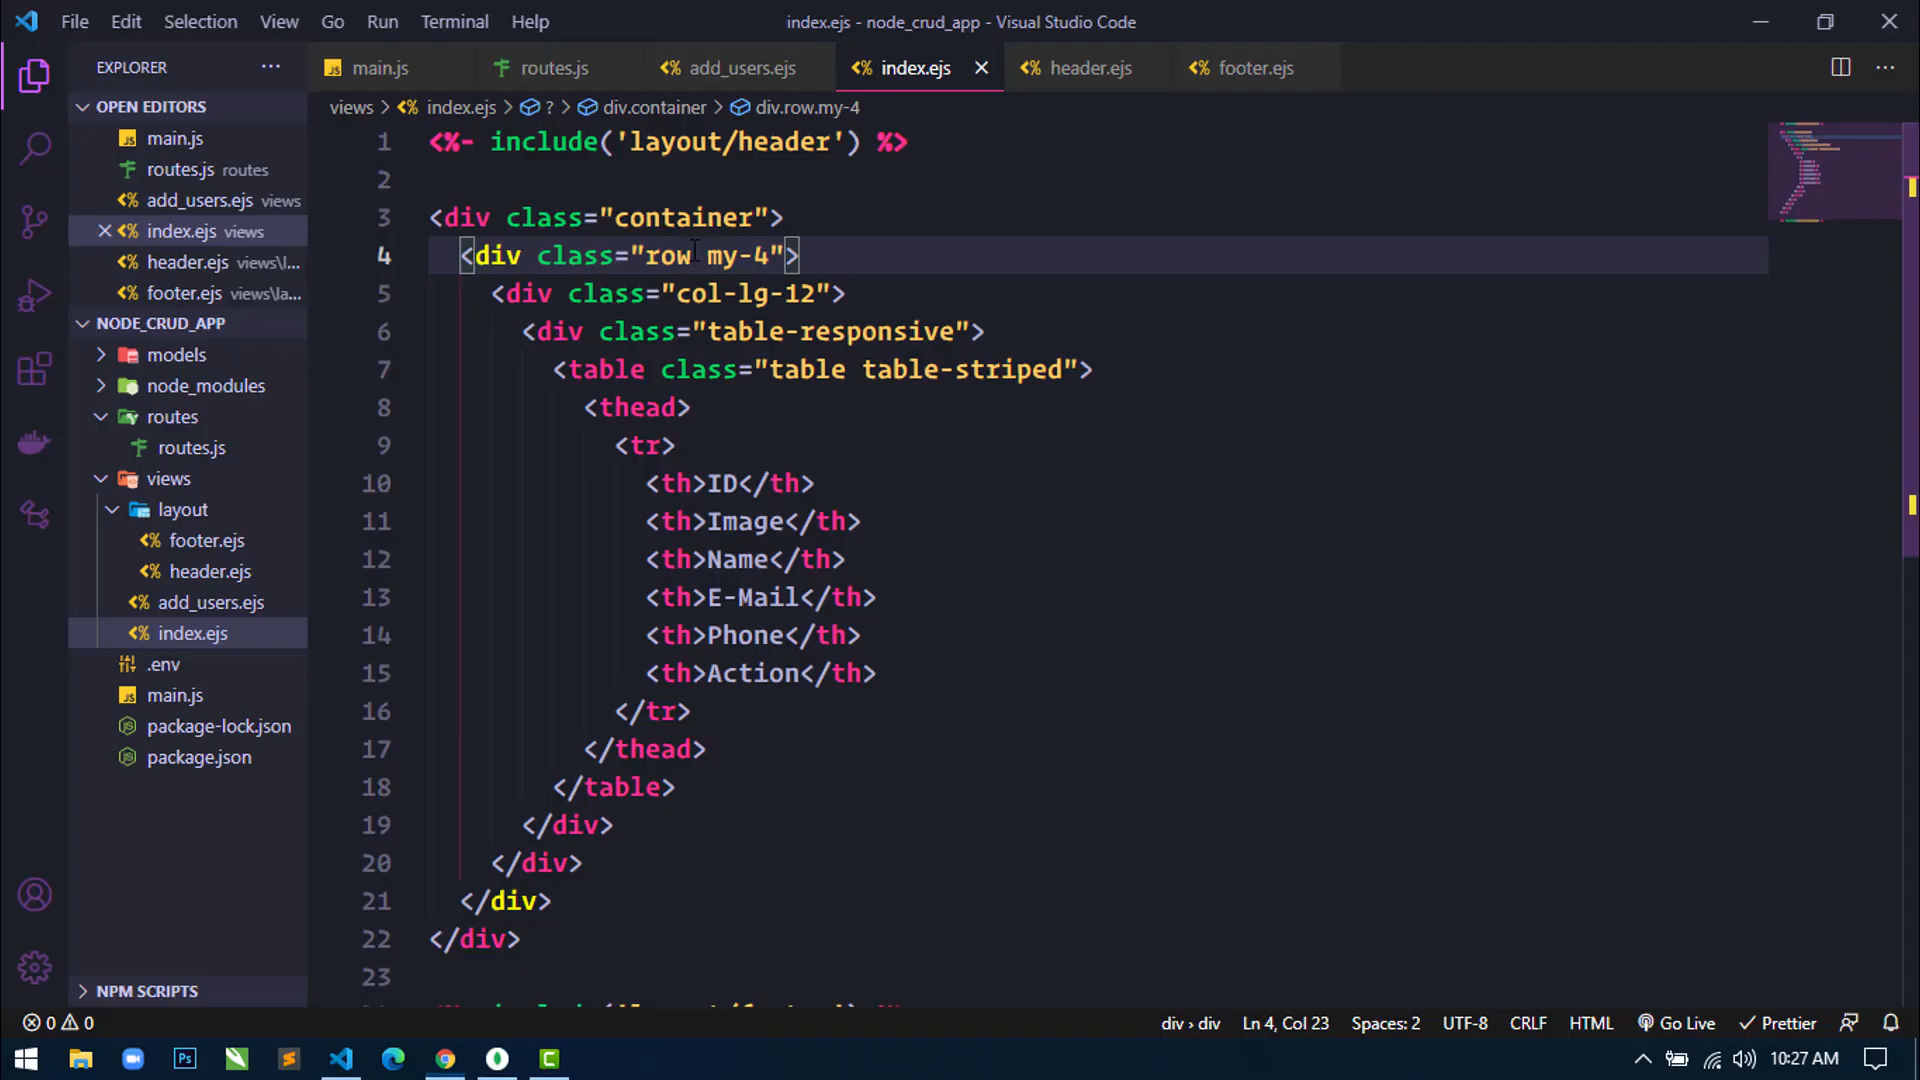 File Edit Selection View Go Run Terminal Help
index.ejs - node_crud_app - Visual Studio Code
EXPLORER
main.js
routes.js
add_users.ejs
index.ejs
header.ejs
footer.ejs
OPEN EDITORS
main.js
routes.js routes
add_users.ejs views
index.ejs views
header.ejs views\l...
footer.ejs views\la...
NODE_CRUD_APP
models
node_modules
routes
routes.js
views
layout
footer.ejs
header.ejs
add_users.ejs
index.ejs
.env
main.js
package-lock.json
package.json
NPM SCRIPTS
views > index.ejs > ? > div.container > div.row.my-4
1 <%- include('layout/header') %>
2
3 <div class="container">
4 <div class="row my-4">
5 <div class="col-lg-12">
6 <div class="table-responsive">
7 <table class="table table-striped">
8 <thead>
9 <tr>
10 <th>ID</th>
11 <th>Image</th>
12 <th>Name</th>
13 <th>E-Mail</th>
14 <th>Phone</th>
15 <th>Action</th>
16 </tr>
17 </thead>
18 </table>
19 </div>
20 </div>
21 </div>
22 </div>
23
0 0
div › div
Ln 4, Col 23
Spaces: 2
UTF-8
CRLF
HTML
Go Live
Prettier
Ps
C
10:27 AM